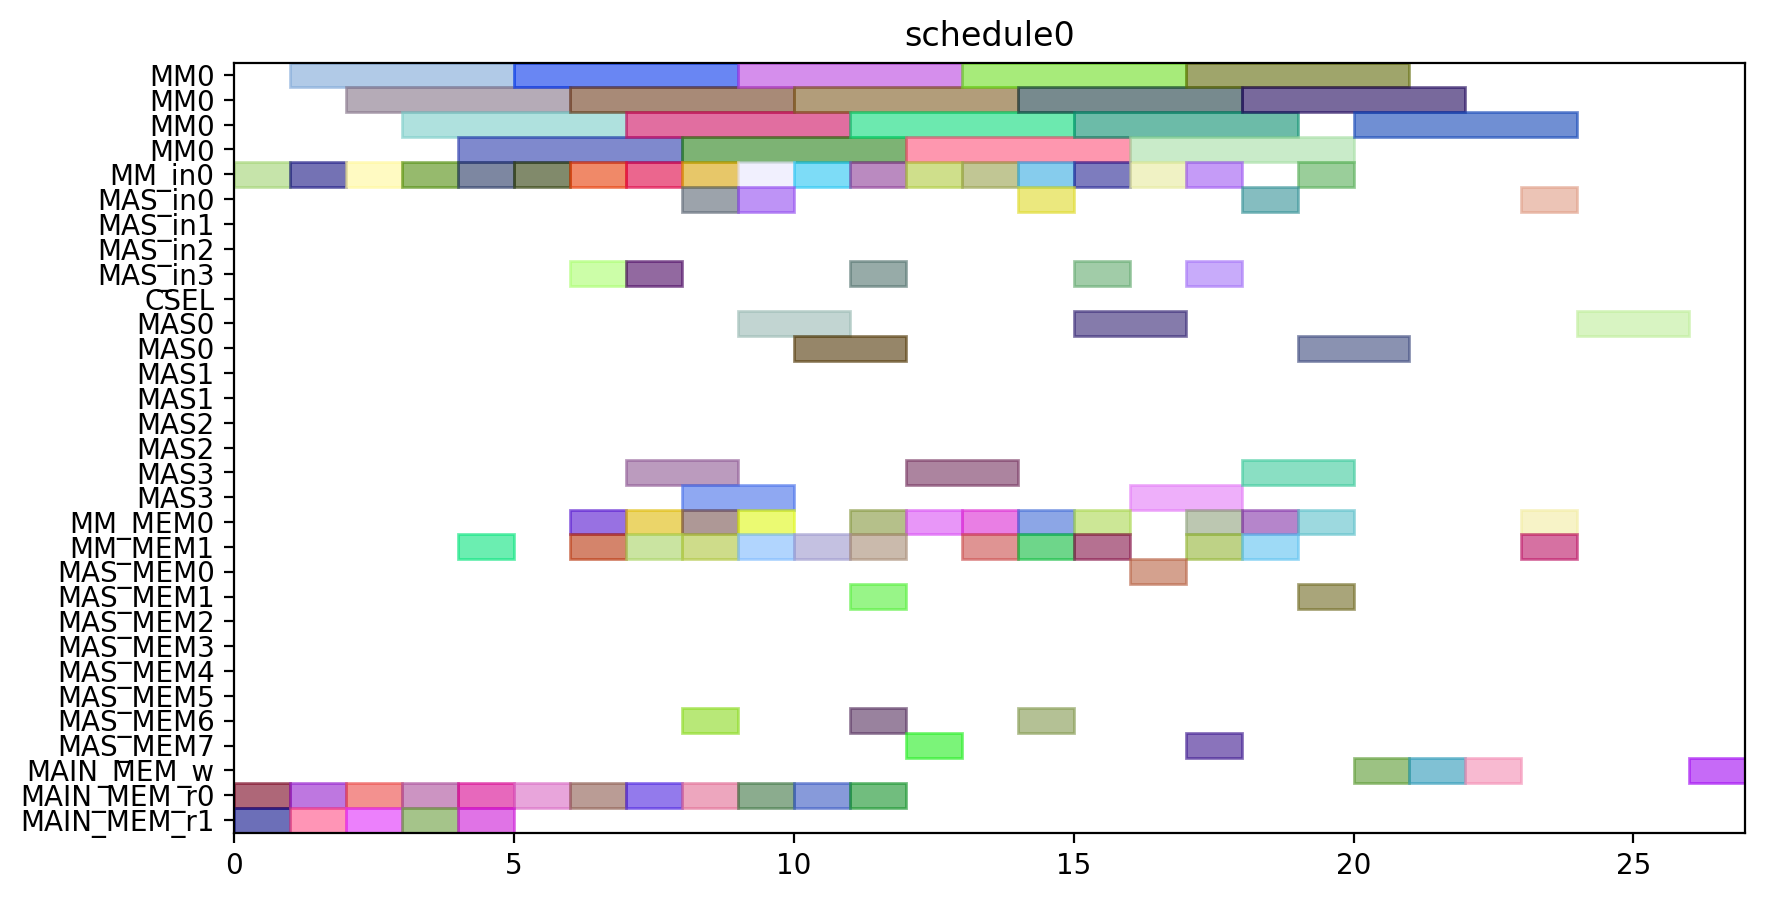 schedule0
MM0
MM0
MM0
MM0
MM_in0
MAS_in0
MAS_in1
MAS_in2
MAS_in3
CSEL
MAS0
MAS0
MAS1
MAS1
MAS2
MAS2
MAS3
MAS3
MM_MEM0
MM_MEM1
MAS_MEM0
MAS_MEM1
MAS_MEM2
MAS_MEM3
MAS_MEM4
MAS_MEM5
MAS_MEM6
MAS_MEM7
MAIN_MEM_w
MAIN_MEM_r0
MAIN_MEM_r1
0 5 10 15 20 25